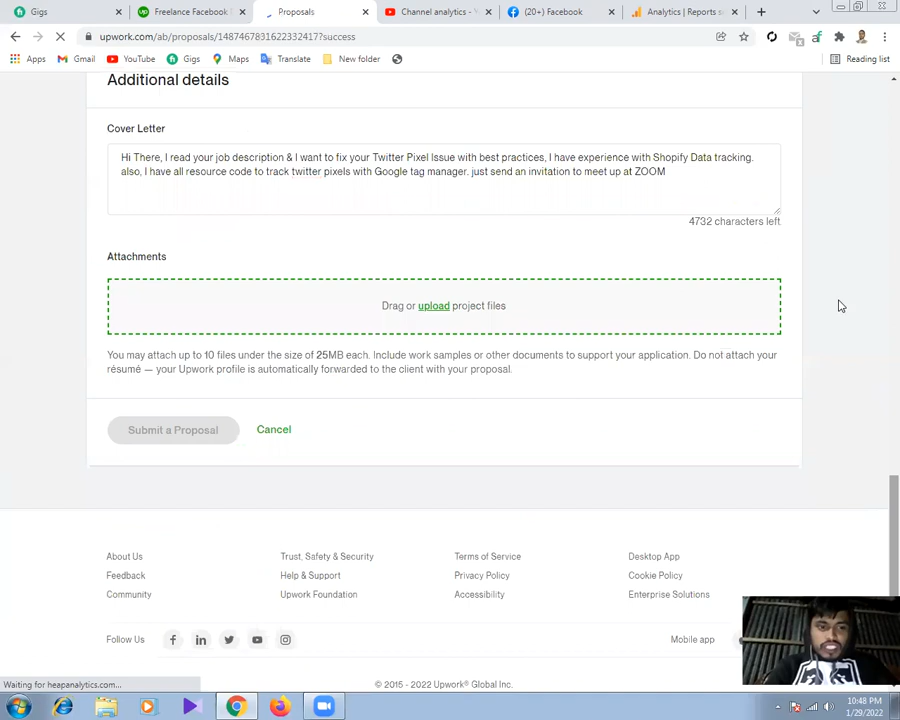 Gigs
Freelance Facebook
Proposals
Channel analytics -
(20+) Facebook
Analytics | Reports s
upwork.com/ab/proposals/1487467891622332417?success
Apps
Gmail
YouTube
Gigs
Maps
Translate
New folder
Reading list
Additional details
Cover Letter
Hi There, I read your job description & I want to fix your Twitter Pixel Issue with best practices, I have experience with Shopify Data tracking.
also, I have all resource code to track twitter pixels with Google tag manager. just send an invitation to meet up at ZOOM
4732 characters left
Attachments
Drag or upload project files
You may attach up to 10 files under the size of 25MB each. Include work samples or other documents to support your application. Do not attach your
résumé — your Upwork profile is automatically forwarded to the client with your proposal.
Submit a Proposal
Cancel
About Us
Trust, Safety & Security
Terms of Service
Desktop App
Feedback
Help & Support
Privacy Policy
Cookie Policy
Community
Upwork Foundation
Accessibility
Enterprise Solutions
Follow Us
Mobile app
© 2015 - 2022 Upwork® Global Inc.
Waiting for heapanalytics.com...
10:48 PM
1/29/2022